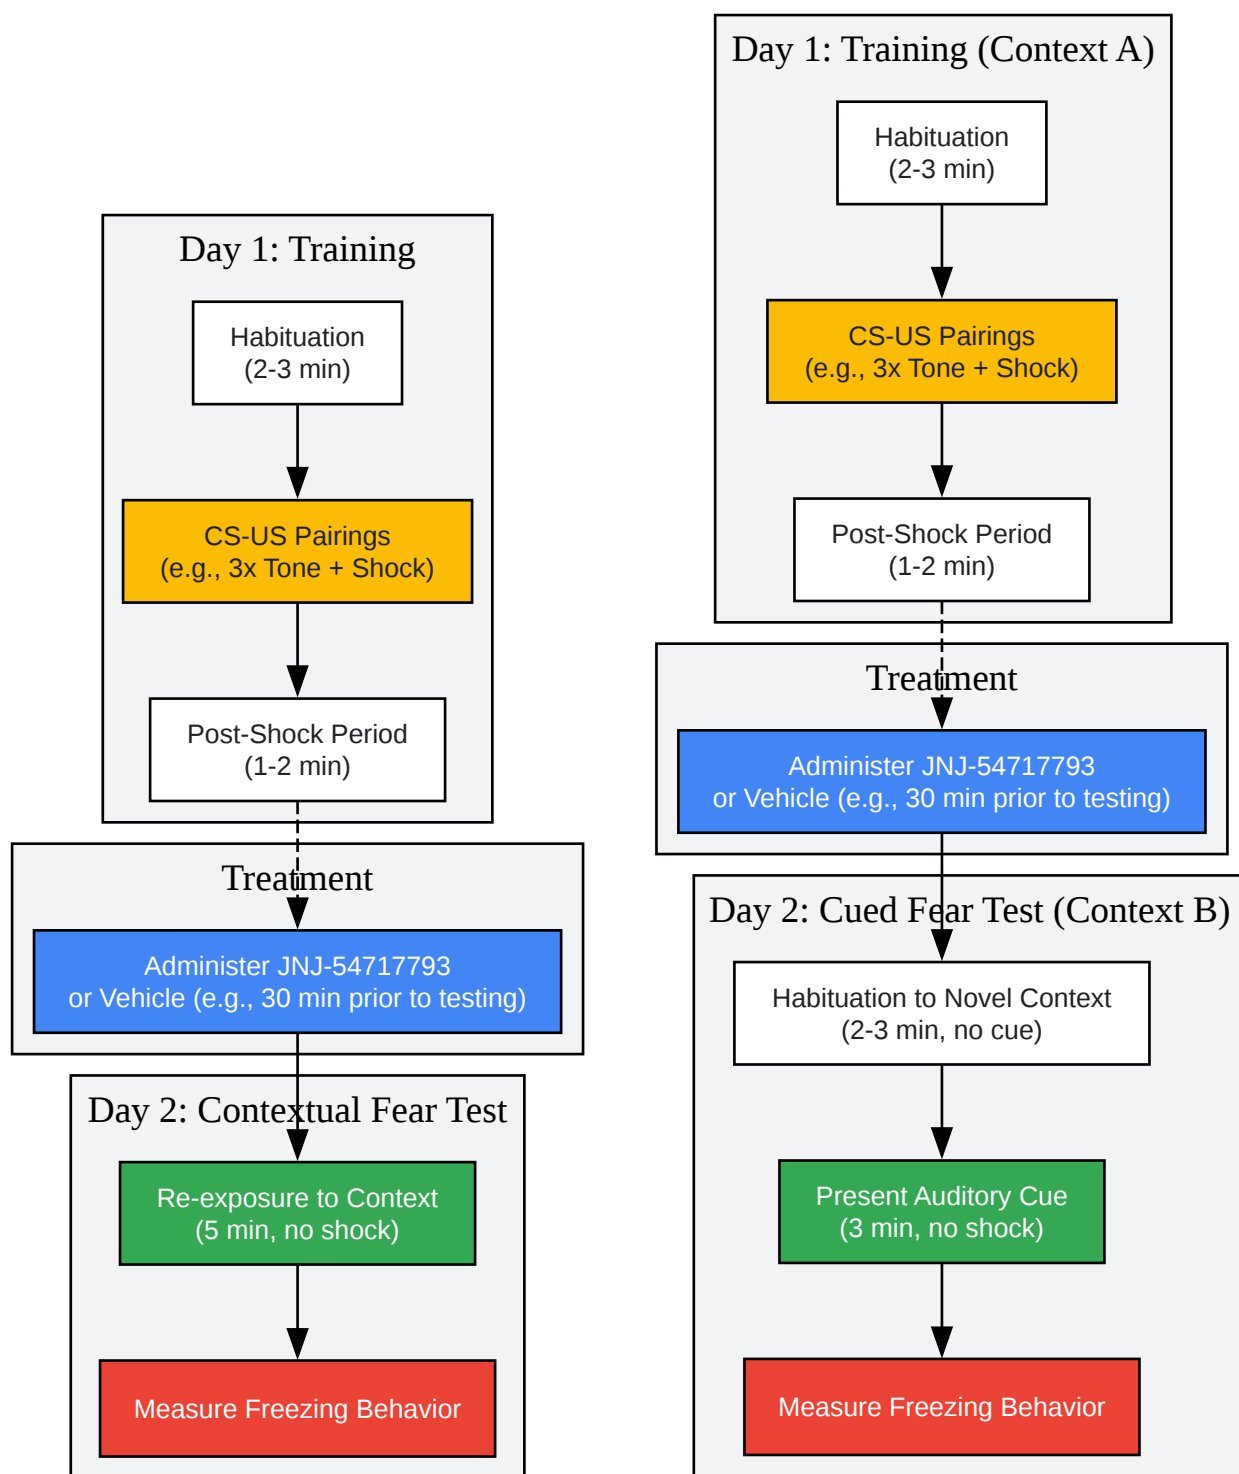 Day 1: Training
Habituation
(2-3 min)
CS-US Pairings
(e.g., 3x Tone + Shock)
Post-Shock Period
(1-2 min)
Treatment
Administer JNJ-54717793
or Vehicle (e.g., 30 min prior to testing)
Day 2: Contextual Fear Test
Re-exposure to Context
(5 min, no shock)
Measure Freezing Behavior
Day 1: Training (Context A)
Habituation
(2-3 min)
CS-US Pairings
(e.g., 3x Tone + Shock)
Post-Shock Period
(1-2 min)
Treatment
Administer JNJ-54717793
or Vehicle (e.g., 30 min prior to testing)
Day 2: Cued Fear Test (Context B)
Habituation to Novel Context
(2-3 min, no cue)
Present Auditory Cue
(3 min, no shock)
Measure Freezing Behavior